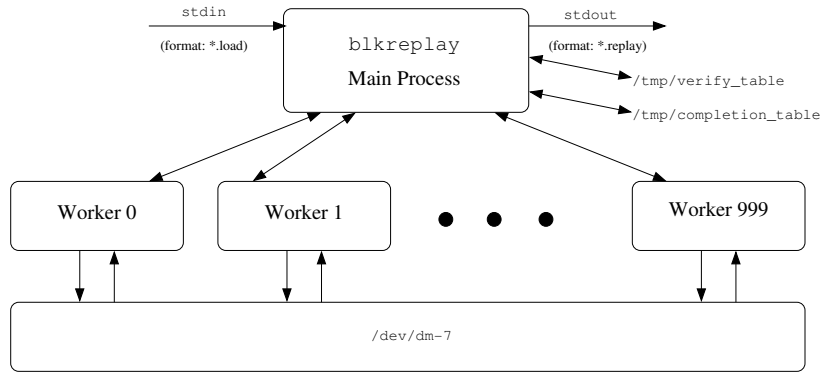 stdin
stdout
(format: *.load)
blkreplay
(format: *.replay)
Main Process
/tmp/verify_table
/tmp/completion_table
Worker 0
Worker 1
Worker 999
/dev/dm-7